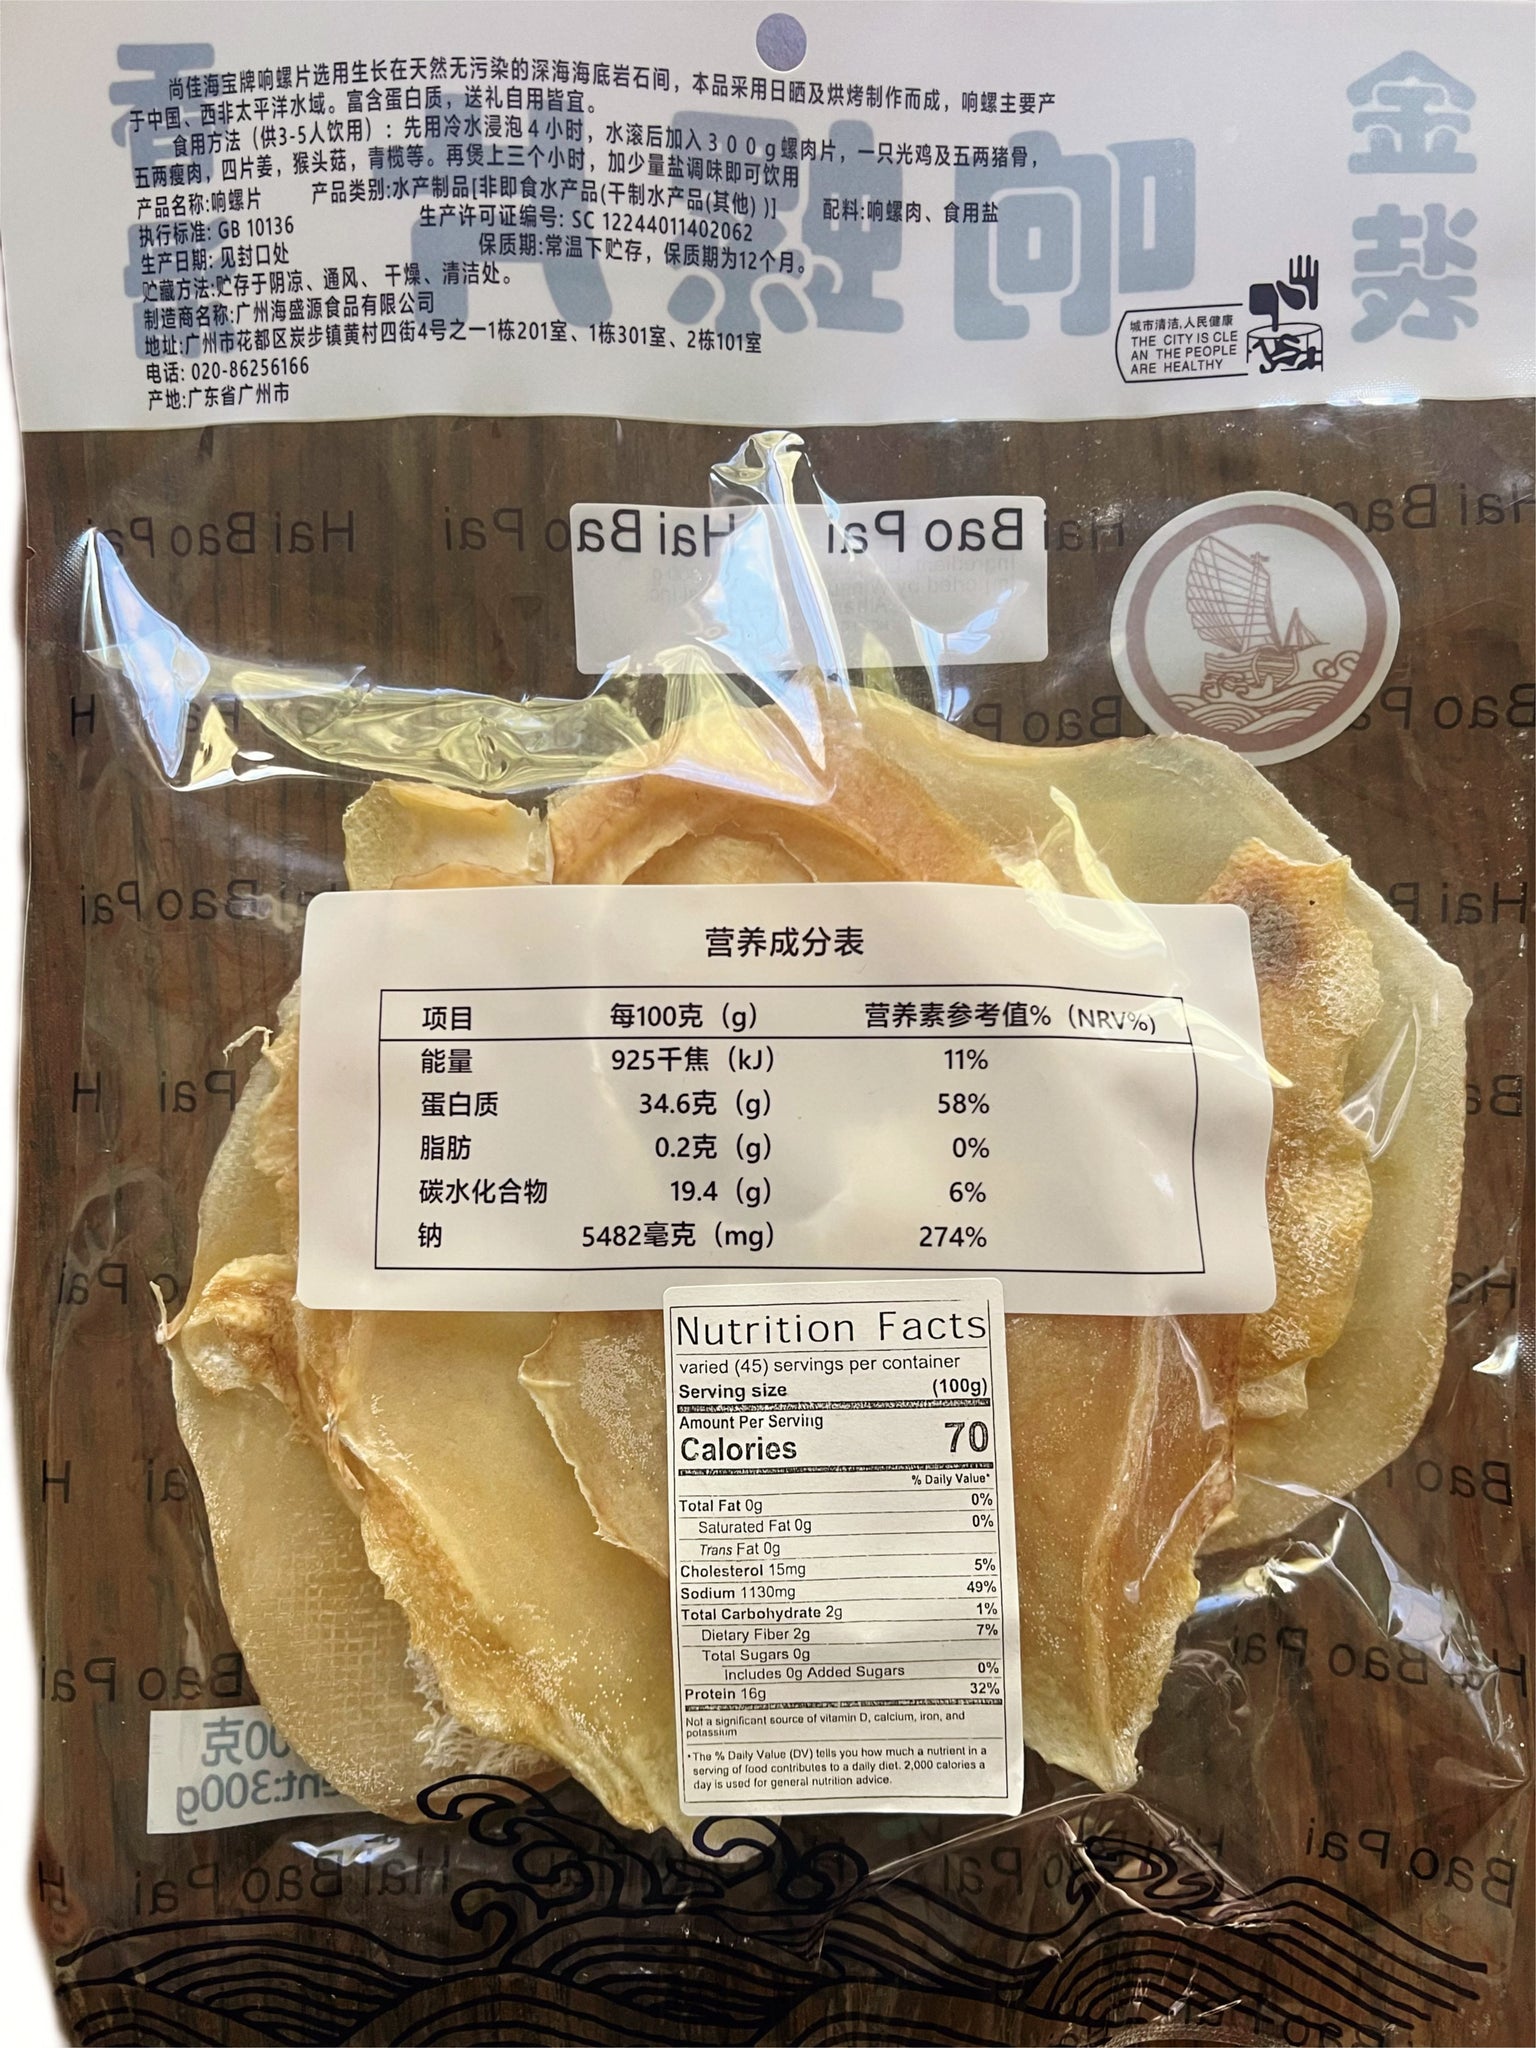 尚佳海宝牌响螺片选用生长在天然无污染的深海海底岩石间，本品采用日晒及烘烤制作而成，响螺主要产
于中国、西非太平洋水域。富含蛋白质，送礼自用皆宜。
食用方法（供3-5人饮用）：先用冷水浸泡4小时，水滚后加入300g螺肉片，一只光鸡及五两猪骨，
五两瘦肉，四片姜，猴头菇，青榄等。再煲上三个小时，加少量盐调味即可饮用
产品名称:响螺片 产品类别:水产制品[非即食水产品(干制水产品(其他) )] 配料:响螺肉、食用盐
执行标准: GB 10136 生产许可证编号: SC 12244011402062
生产日期: 见封口处 保质期:常温下贮存，保质期为12个月。
贮藏方法:贮存于阴凉、通风、干燥、清洁处。
制造商名称:广州海盛源食品有限公司
地址:广州市花都区炭步镇黄村四街4号之一1栋201室、1栋301室、2栋101室
电话: 020-86256166
产地:广东省广州市
城市清洁,人民健康
THE CITY IS CLE
AN THE PEOPLE
ARE HEALTHY
Hai Bao Pai Hai Bao Pai Hai Bao Pai
营养成分表
项目 每100克（g） 营养素参考值%（NRV%）
能量 925千焦（kJ） 11%
蛋白质 34.6克（g） 58%
脂肪 0.2克（g） 0%
碳水化合物 19.4（g） 6%
钠 5482毫克（mg） 274%
Nutrition Facts
varied (45) servings per container
Serving size (100g)
Amount Per Serving
Calories 70
% Daily Value*
Total Fat 0g 0%
Saturated Fat 0g 0%
Trans Fat 0g
Cholesterol 15mg 5%
Sodium 1130mg 49%
Total Carbohydrate 2g 1%
Dietary Fiber 2g 7%
Total Sugars 0g
Includes 0g Added Sugars 0%
Protein 16g 32%
Not a significant source of vitamin D, calcium, iron, and
potassium
*The % Daily Value (DV) tells you how much a nutrient in a
serving of food contributes to a daily diet. 2,000 calories a
day is used for general nutrition advice.